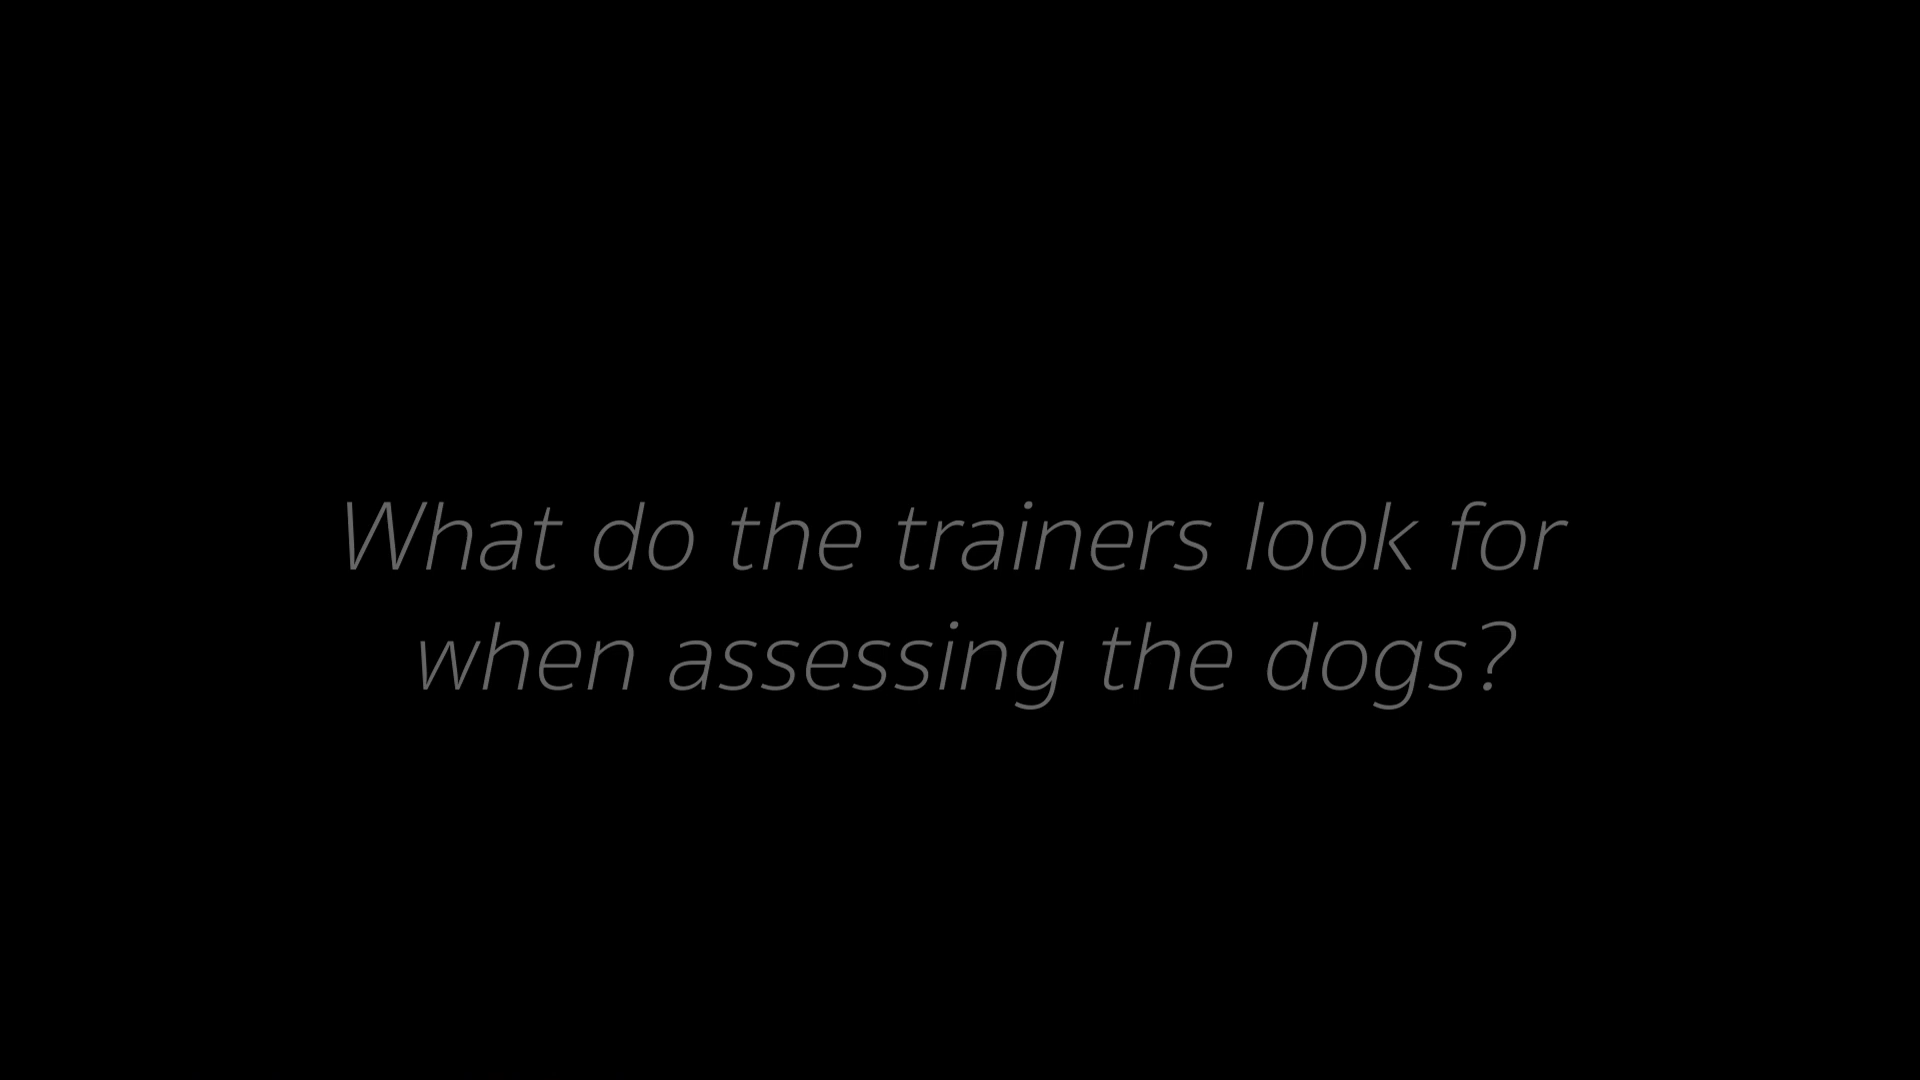 What do the trainers look for
when assessing the dogs?